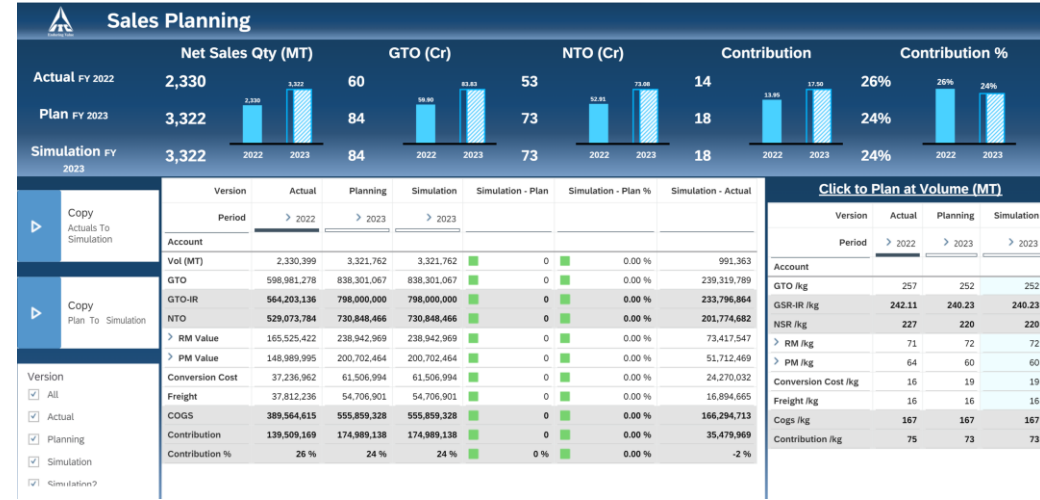 Sales Planning
Net Sales Qty (MT) GTO (Cr) NTO (Cr) Contribution Contribution %
Actual FY 2022 2,330 60 53 14 26%
2,330 3,322 59.90 83.83 52.91 73.08 13.95 17.50 26% 24%
Plan FY 2023 3,322 84 73 18 24%
Simulation FY 2023 3,322 84 73 18 24%
2022 2023 2022 2023 2022 2023 2022 2023 2022 2023
Copy
Actuals To
Simulation
Copy
Plan To Simulation
Version
All
Actual
Planning
Simulation
Simulation2
Version Actual Planning Simulation Simulation - Plan Simulation - Plan % Simulation - Actual
Period 2022 2023 2023
Account
Vol (MT) 2,330,399 3,321,762 3,321,762 0 0.00 % 991,363
GTO 598,981,278 838,301,067 838,301,067 0 0.00 % 239,319,789
GTO-IR 564,203,136 798,000,000 798,000,000 0 0.00 % 233,796,864
NTO 529,073,784 730,848,466 730,848,466 0 0.00 % 201,774,682
RM Value 165,525,422 238,942,969 238,942,969 0 0.00 % 73,417,547
PM Value 148,989,995 200,702,464 200,702,464 0 0.00 % 51,712,469
Conversion Cost 37,236,962 61,506,994 61,506,994 0 0.00 % 24,270,032
Freight 37,812,236 54,706,901 54,706,901 0 0.00 % 16,894,665
COGS 389,564,615 555,859,328 555,859,328 0 0.00 % 166,294,713
Contribution 139,509,169 174,989,138 174,989,138 0 0.00 % 35,479,969
Contribution % 26 % 24 % 24 % 0 % 0.00 % -2 %
Click to Plan at Volume (MT)
Version Actual Planning Simulation
Period 2022 2023 2023
Account
GTO /kg 257 252 252
GSR-IR /kg 242.11 240.23 240.23
NSR /kg 227 220 220
RM /kg 71 72 72
PM /kg 64 60 60
Conversion Cost /kg 16 19 19
Freight /kg 16 16 16
Cogs /kg 167 167 167
Contribution /kg 75 73 73